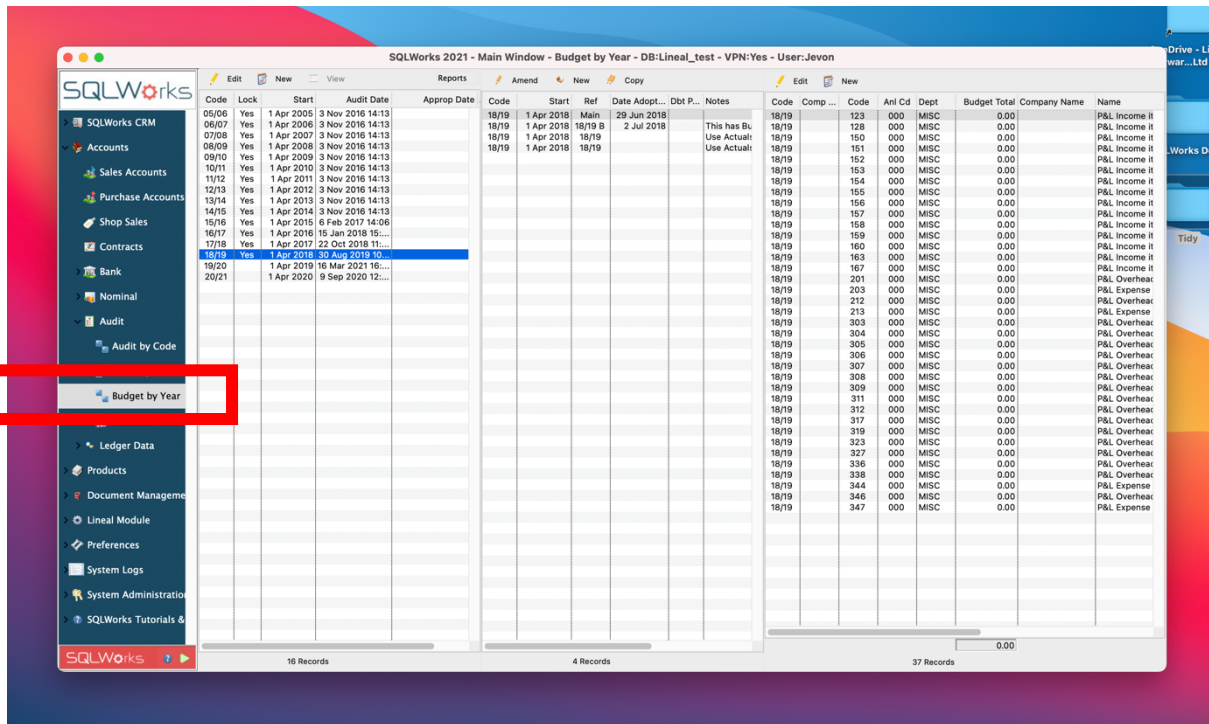 SQLWorks 2021 - Main Window - Budget by Year - DB:Lineal_test - VPN:Yes - User:Jevon
Drive - Li
war...Ltd
Works De
Tidy
SQLWorks
SQLWorks CRM
Accounts
Sales Accounts
Purchase Accounts
Shop Sales
Contracts
Bank
Nominal
Audit
Audit by Code
Budget by Year
Ledger Data
Products
Document Manageme
Lineal Module
Preferences
System Logs
System Administratio
SQLWorks Tutorials &
SQLWorks
Edit New View Reports
Code Lock Start Audit Date Approp Date
05/06 Yes 1 Apr 2005 3 Nov 2016 14:13
06/07 Yes 1 Apr 2006 3 Nov 2016 14:13
07/08 Yes 1 Apr 2007 3 Nov 2016 14:13
08/09 Yes 1 Apr 2008 3 Nov 2016 14:13
09/10 Yes 1 Apr 2009 3 Nov 2016 14:13
10/11 Yes 1 Apr 2010 3 Nov 2016 14:13
11/12 Yes 1 Apr 2011 3 Nov 2016 14:13
12/13 Yes 1 Apr 2012 3 Nov 2016 14:13
13/14 Yes 1 Apr 2013 3 Nov 2016 14:13
14/15 Yes 1 Apr 2014 3 Nov 2016 14:13
15/16 Yes 1 Apr 2015 6 Feb 2017 14:06
16/17 Yes 1 Apr 2016 15 Jan 2018 15:...
17/18 Yes 1 Apr 2017 22 Oct 2018 11:...
18/19 Yes 1 Apr 2018 30 Aug 2019 10...
19/20 1 Apr 2019 16 Mar 2021 16:...
20/21 1 Apr 2020 9 Sep 2020 12:...
16 Records
Amend New Copy
Code Start Ref Date Adopt... Dbt P... Notes
18/19 1 Apr 2018 Main 29 Jun 2018
18/19 1 Apr 2018 18/19 B 2 Jul 2018 This has Bu
18/19 1 Apr 2018 18/19 Use Actuals
18/19 1 Apr 2018 18/19 Use Actuals
4 Records
Edit New
Code Comp ... Code Anl Cd Dept Budget Total Company Name Name
18/19 123 000 MISC 0.00 P&L Income it
18/19 128 000 MISC 0.00 P&L Income it
18/19 150 000 MISC 0.00 P&L Income it
18/19 151 000 MISC 0.00 P&L Income it
18/19 152 000 MISC 0.00 P&L Income it
18/19 153 000 MISC 0.00 P&L Income it
18/19 154 000 MISC 0.00 P&L Income it
18/19 155 000 MISC 0.00 P&L Income it
18/19 156 000 MISC 0.00 P&L Income it
18/19 157 000 MISC 0.00 P&L Income it
18/19 158 000 MISC 0.00 P&L Income it
18/19 159 000 MISC 0.00 P&L Income it
18/19 160 000 MISC 0.00 P&L Income it
18/19 163 000 MISC 0.00 P&L Income it
18/19 167 000 MISC 0.00 P&L Income it
18/19 201 000 MISC 0.00 P&L Overheac
18/19 203 000 MISC 0.00 P&L Expense
18/19 212 000 MISC 0.00 P&L Overheac
18/19 213 000 MISC 0.00 P&L Expense
18/19 303 000 MISC 0.00 P&L Overheac
18/19 304 000 MISC 0.00 P&L Overheac
18/19 305 000 MISC 0.00 P&L Overheac
18/19 306 000 MISC 0.00 P&L Overheac
18/19 307 000 MISC 0.00 P&L Overheac
18/19 308 000 MISC 0.00 P&L Overheac
18/19 309 000 MISC 0.00 P&L Overheac
18/19 311 000 MISC 0.00 P&L Overheac
18/19 312 000 MISC 0.00 P&L Overheac
18/19 317 000 MISC 0.00 P&L Overheac
18/19 319 000 MISC 0.00 P&L Overheac
18/19 323 000 MISC 0.00 P&L Overheac
18/19 327 000 MISC 0.00 P&L Overheac
18/19 336 000 MISC 0.00 P&L Overheac
18/19 338 000 MISC 0.00 P&L Overheac
18/19 344 000 MISC 0.00 P&L Expense
18/19 346 000 MISC 0.00 P&L Overheac
18/19 347 000 MISC 0.00 P&L Expense
0.00
37 Records